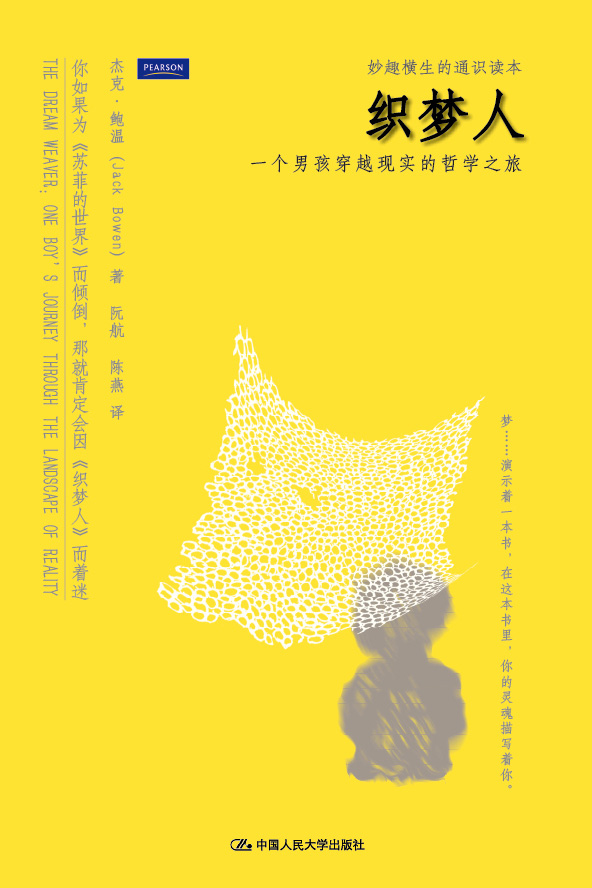 PEARSON
妙趣横生的通识读本
织梦人
一个男孩穿越现实的哲学之旅
杰克·鲍温(Jack Bowen)著 阮航 陈燕 译
你如果为《苏菲的世界》而倾倒，那就肯定会因《织梦人》而着迷
THE DREAM WEAVER: ONE BOY'S JOURNEY THROUGH THE LANDSCAPE OF REALITY
梦……演示着一本书，在这本书里，你的灵魂描写着你。
中国人民大学出版社